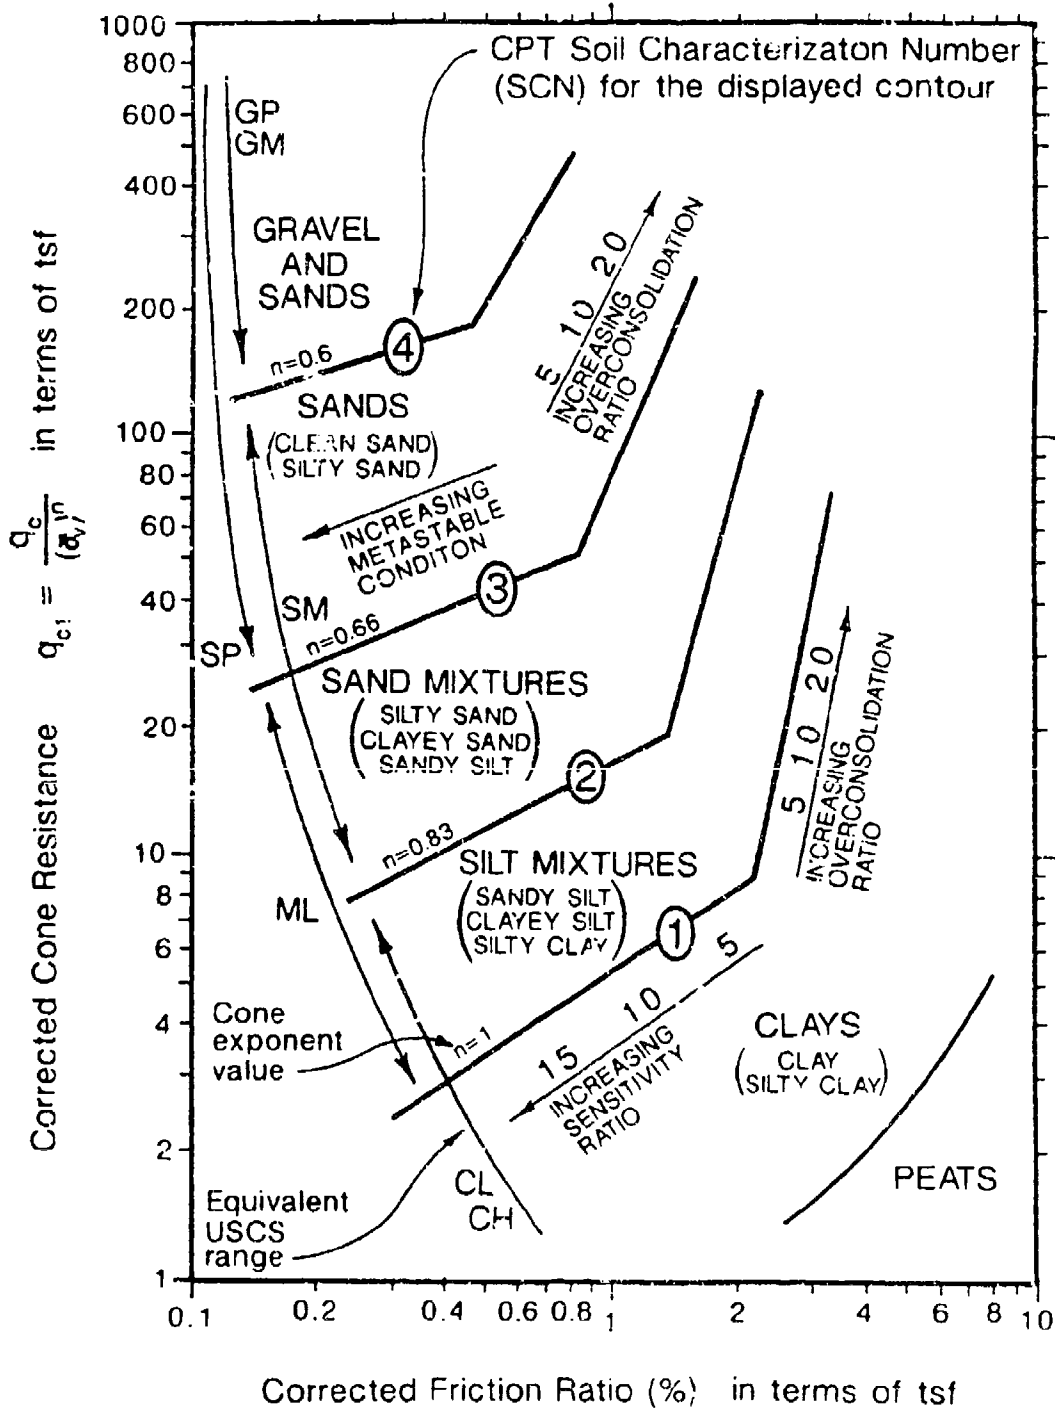 1000
800
600
400
200
100
80
60
40
20
10
8
6
4
2
1
0.1
0.2
0.4
0.6
0.8
1
2
4
6
8
10
Corrected Cone Resistance
in terms of tsf
Corrected Friction Ratio (%) in terms of tsf
CPT Soil Characterizaton Number
(SCN) for the displayed contour
GP
GM
GRAVEL
AND
SANDS
n=0.6
4
SANDS
(CLEAN SAND
SILTY SAND)
5 10 20
INCREASING
OVERCONSOLIDATION
RATIO
INCREASING
METASTABLE
CONDITON
3
SM
SP
n=0.66
SAND MIXTURES
(SILTY SAND
CLAYEY SAND
SANDY SILT)
2
n=0.83
SILT MIXTURES
(SANDY SILT
CLAYEY SILT
SILTY CLAY)
1
ML
5 10 20
INCREASING
OVERCONSOLIDATION
RATIO
Cone
exponent
value
n=1
15 10 5
INCREASING
SENSITIVITY
RATIO
CLAYS
(CLAY
SILTY CLAY)
PEATS
CL
CH
Equivalent
USCS
range